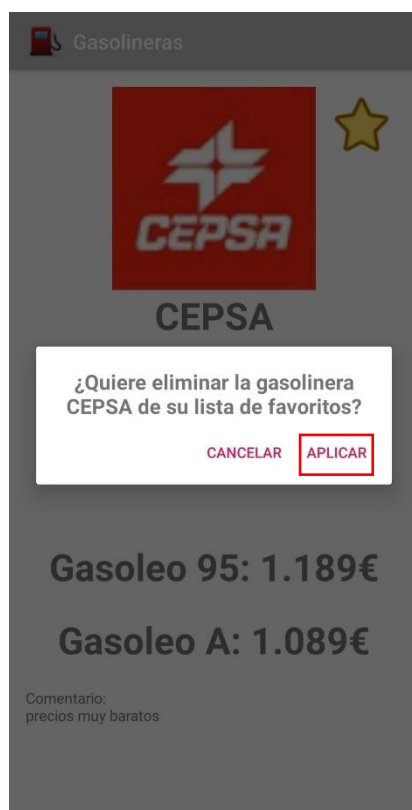 Gasolineras
CEPSA
CEPSA
¿Quiere eliminar la gasolinera
CEPSA de su lista de favoritos?
CANCELAR APLICAR
Gasoleo 95: 1.189€
Gasoleo A: 1.089€
Comentario:
precios muy baratos